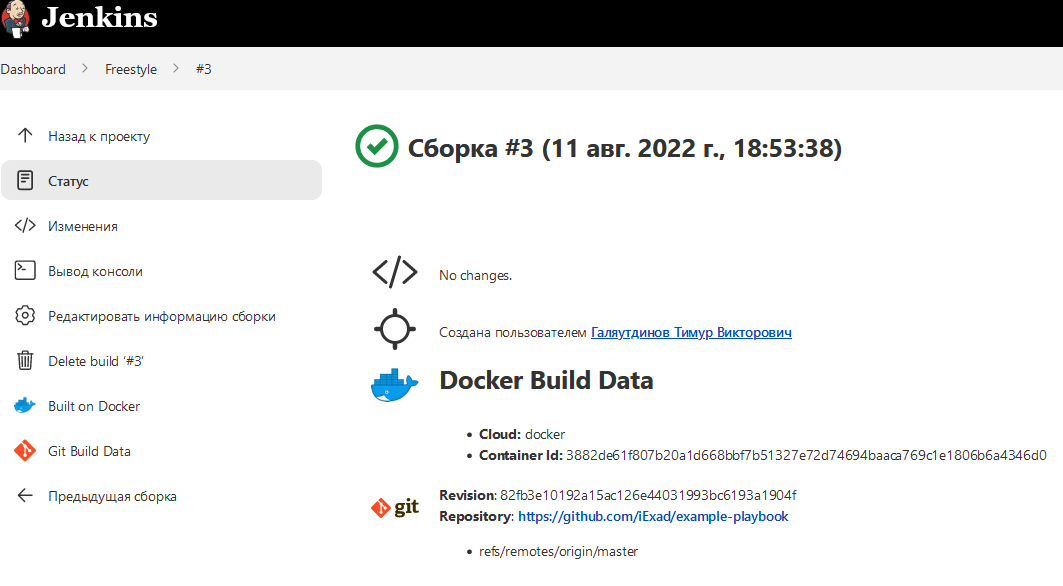 Jenkins
Dashboard > Freestyle > #3
Назад к проекту
Статус
Изменения
Вывод консоли
Редактировать информацию сборки
Delete build ‘#3’
Built on Docker
Git Build Data
Предыдущая сборка
Сборка #3 (11 авг. 2022 г., 18:53:38)
No changes.
Создана пользователем Галяутдинов Тимур Викторович
Docker Build Data
• Cloud: docker
• Container Id: 3882de61f807b20a1d668bbf7b51327e72d74694baaca769c1e1806b6a4346d0
git
Revision: 82fb3e10192a15ac126e44031993bc6193a1904f
Repository: https://github.com/iExad/example-playbook
• refs/remotes/origin/master